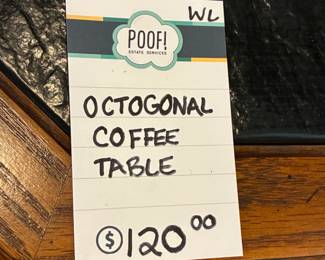 WL
POOF!
ESTATE SERVICES
OCTOGONAL
COFFEE
TABLE
$120.00